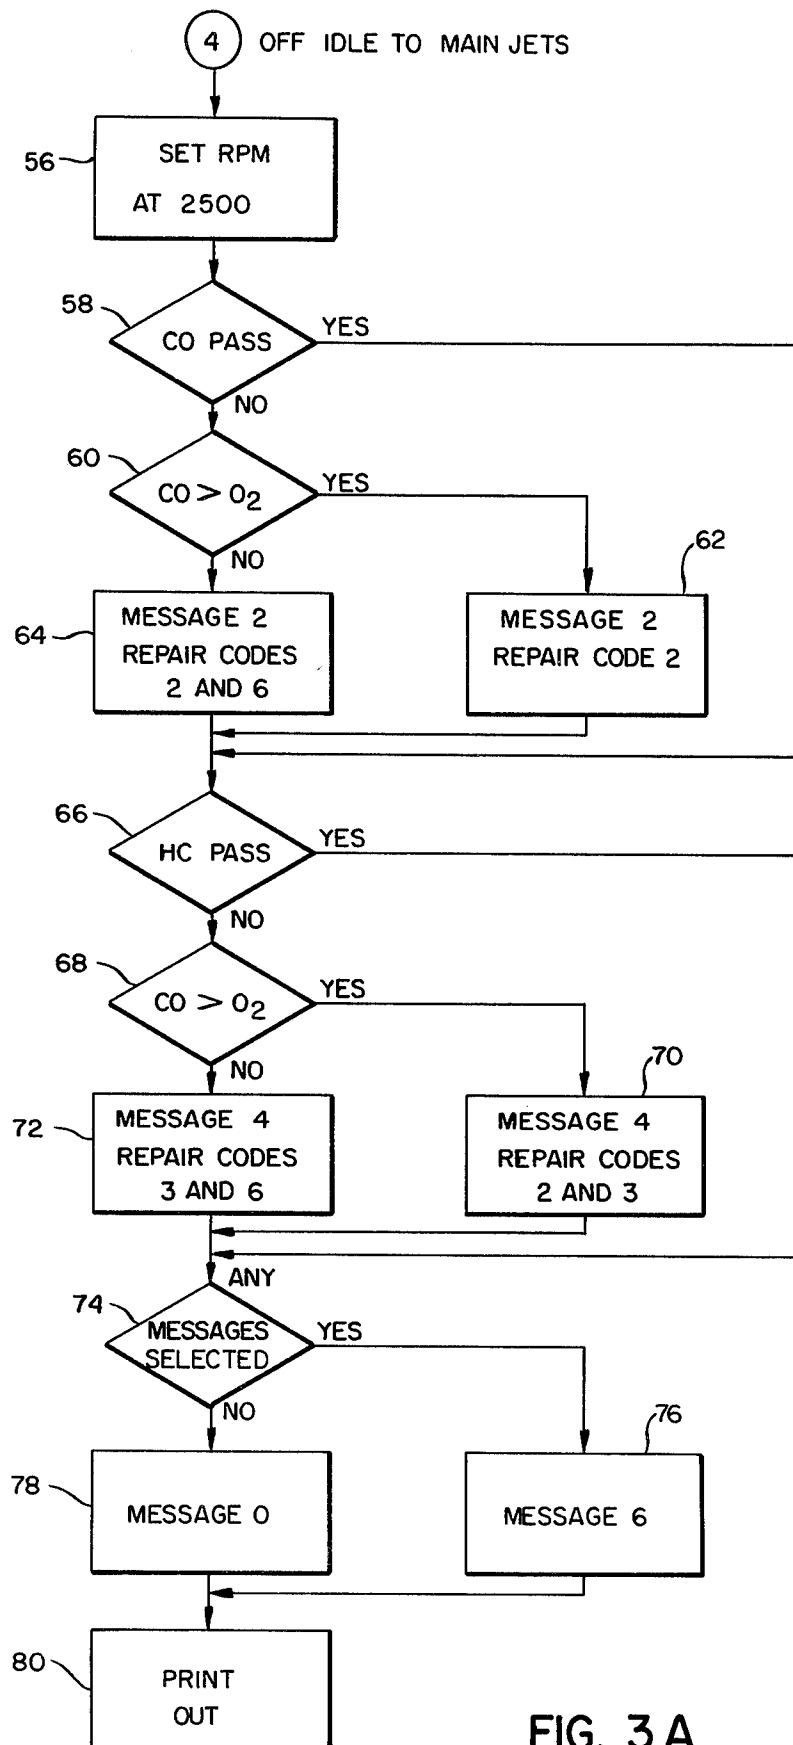 4 OFF IDLE TO MAIN JETS
56
SET RPM
AT 2500
58
CO PASS
YES
NO
60
CO > O2
YES
NO
62
64
MESSAGE 2
REPAIR CODES
2 AND 6
MESSAGE 2
REPAIR CODE 2
66
HC PASS
YES
NO
68
CO > O2
YES
NO
70
72
MESSAGE 4
REPAIR CODES
3 AND 6
MESSAGE 4
REPAIR CODES
2 AND 3
74
ANY
MESSAGES
SELECTED
YES
NO
76
78
MESSAGE 0
MESSAGE 6
80
PRINT
OUT
FIG. 3A